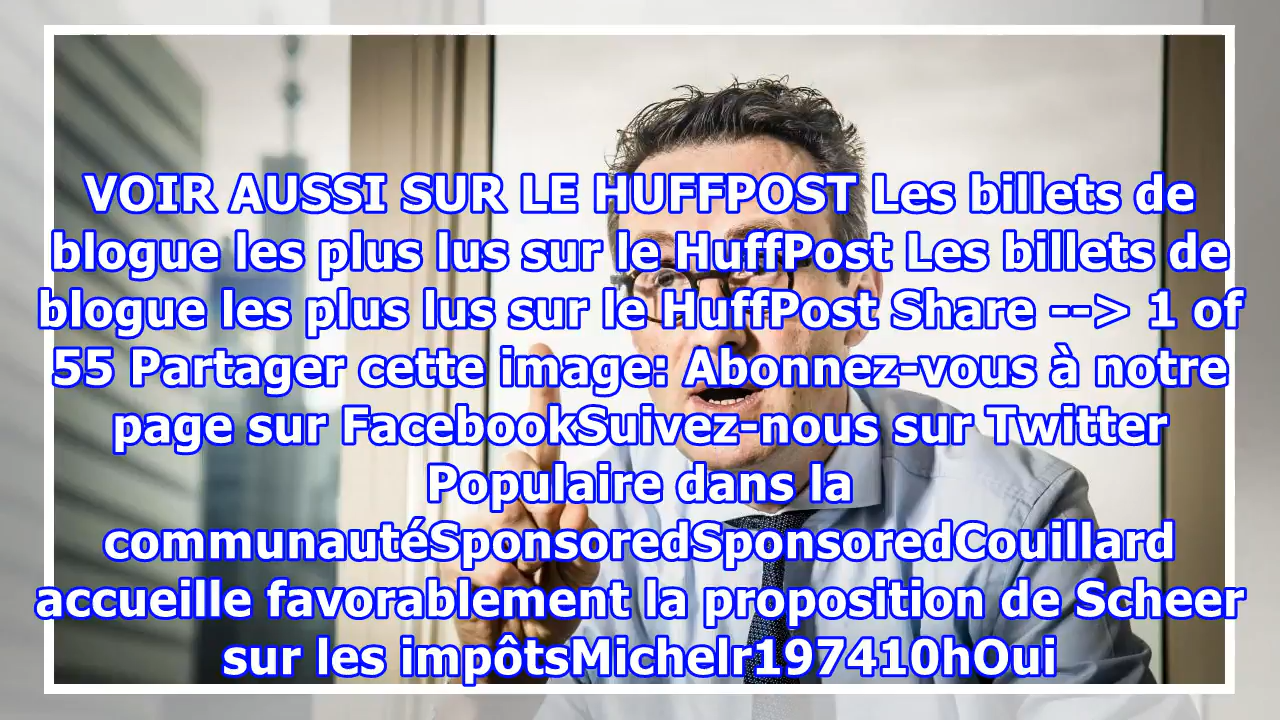 VOIR AUSSI SUR LE HUFFPOST Les billets de
blogue les plus lus sur le HuffPost Les billets de
blogue les plus lus sur le HuffPost Share --> 1 of
55 Partager cette image: Abonnez-vous à notre
page sur FacebookSuivez-nous sur Twitter
Populaire dans la
communautéSponsoredSponsoredCouillard
accueille favorablement la proposition de Scheer
sur les impôtsMichelr197410hOui